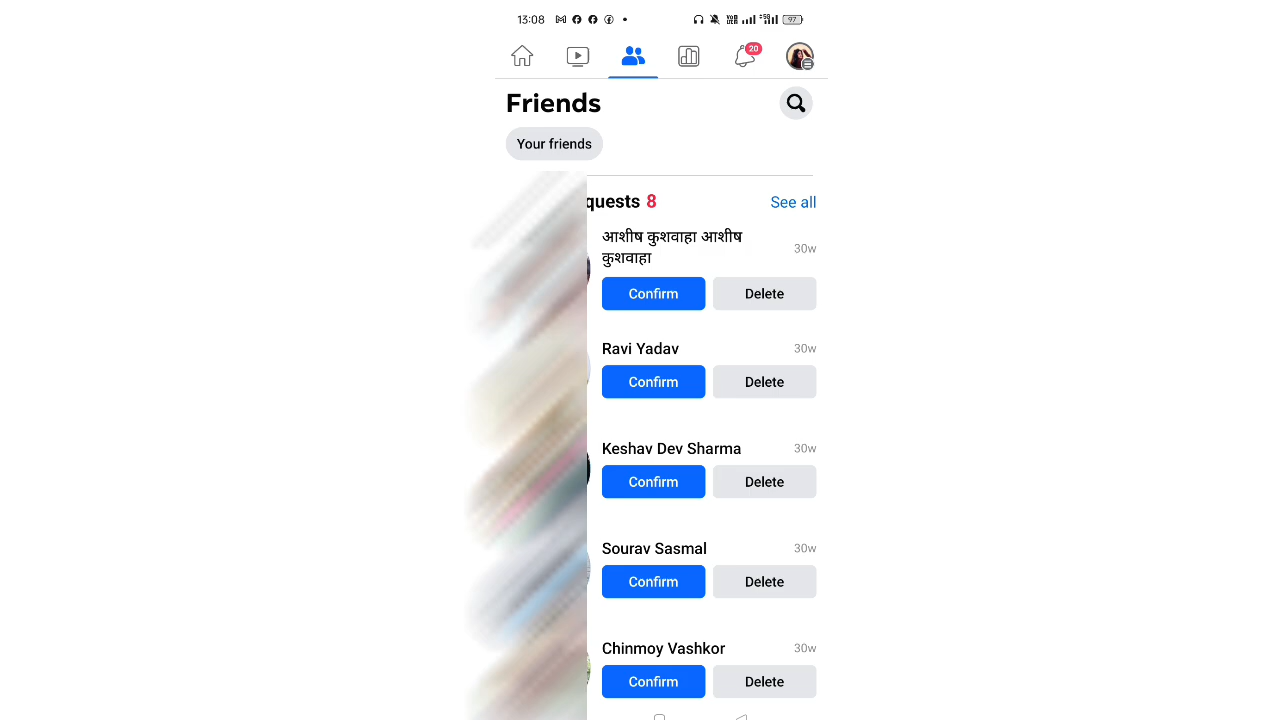 13:08
97
20
Friends
Your friends
quests 8 See all
आशीष कुशवाहा आशीष
कुशवाहा
30w
Confirm Delete
Ravi Yadav 30w
Confirm Delete
Keshav Dev Sharma 30w
Confirm Delete
Sourav Sasmal 30w
Confirm Delete
Chinmoy Vashkor 30w
Confirm Delete